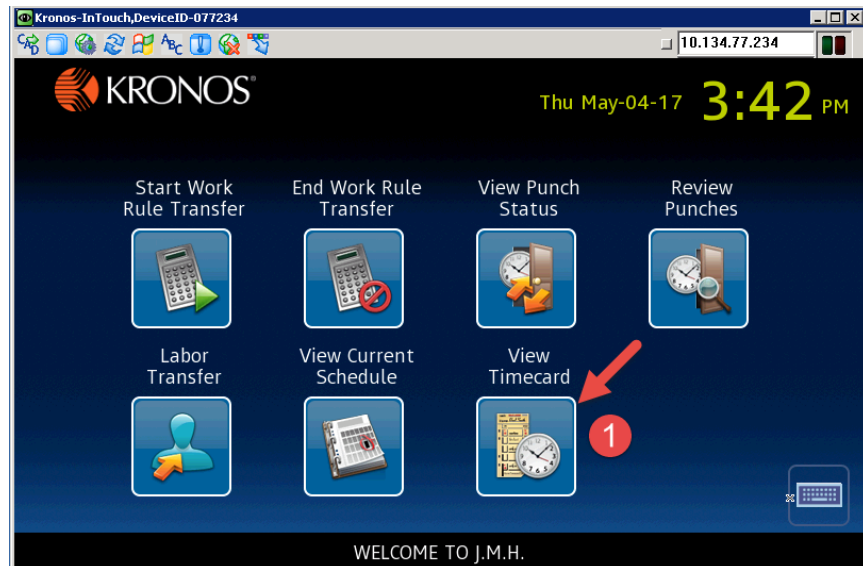 Kronos-InTouch,DeviceID-077234
10.134.77.234
KRONOS®
Thu May-04-17 3:42 PM
Start Work
Rule Transfer
End Work Rule
Transfer
View Punch
Status
Review
Punches
Labor
Transfer
View Current
Schedule
View
Timecard
1
WELCOME TO J.M.H.